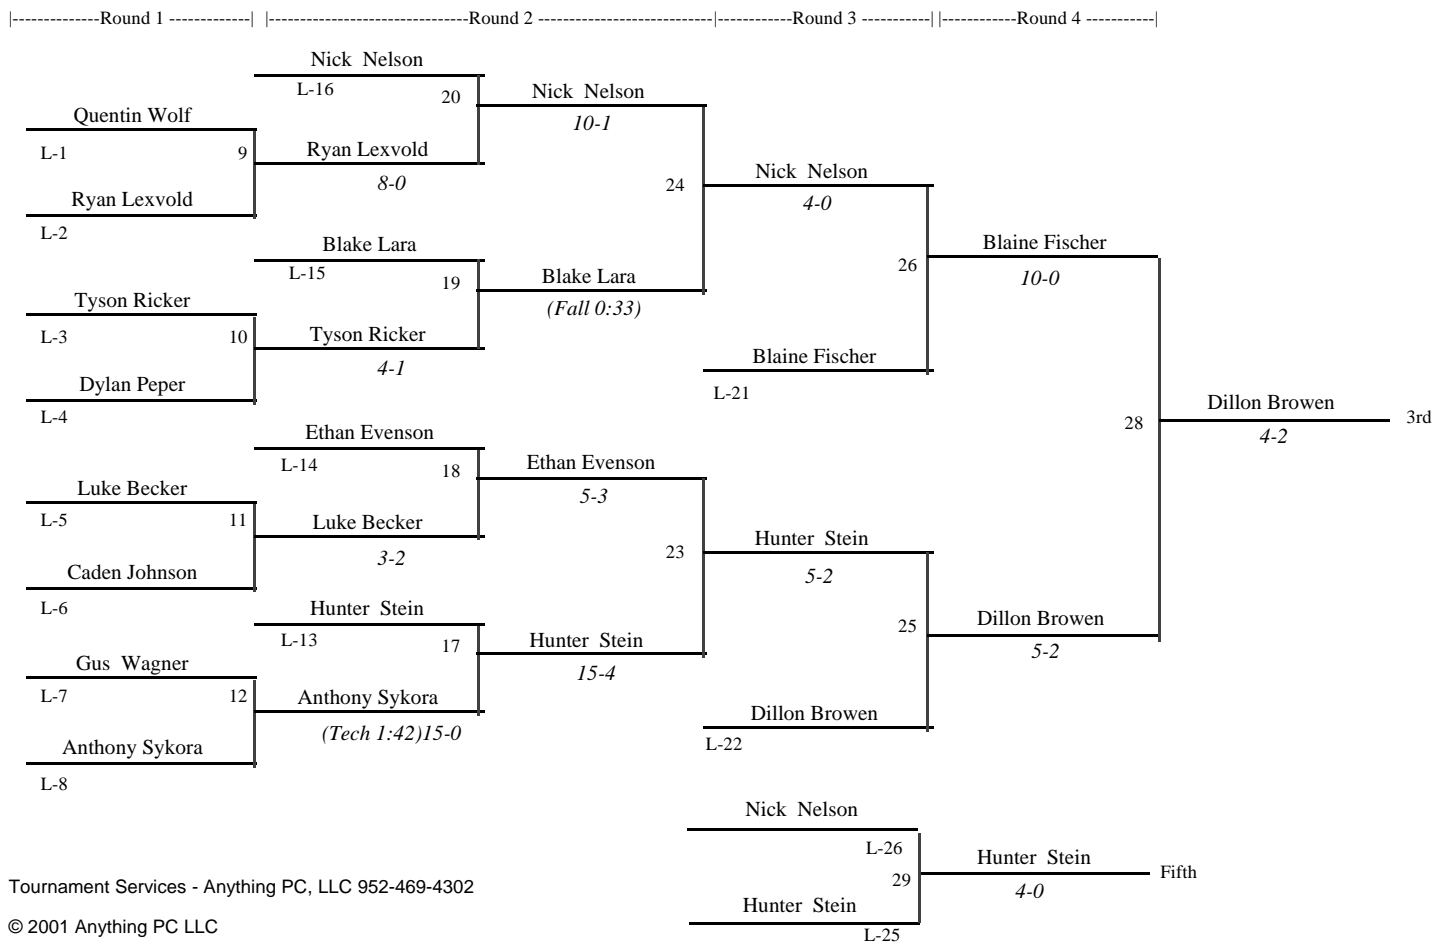 |-------------Round 1 -------------| |------------------------------Round 2 --------------------------|-------------Round 3 -----------| |------------Round 4 -----------|
Nick Nelson
L-16
20
Nick Nelson
10-1
Quentin Wolf
L-1
9
Ryan Lexvold
8-0
Ryan Lexvold
L-2
24
Nick Nelson
4-0
Blake Lara
L-15
19
Blake Lara
(Fall 0:33)
26
Blaine Fischer
10-0
Tyson Ricker
L-3
10
Tyson Ricker
4-1
Dylan Peper
L-4
Blaine Fischer
L-21
28
Dillon Browen
4-2
3rd
Ethan Evenson
L-14
18
Ethan Evenson
5-3
Luke Becker
L-5
11
Luke Becker
3-2
Caden Johnson
L-6
23
Hunter Stein
5-2
Hunter Stein
L-13
17
Hunter Stein
15-4
25
Dillon Browen
5-2
Gus Wagner
L-7
12
Anthony Sykora
(Tech 1:42)15-0
Anthony Sykora
L-8
Dillon Browen
L-22
Nick Nelson
L-26
29
Hunter Stein
4-0
Fifth
Hunter Stein
L-25
Tournament Services - Anything PC, LLC 952-469-4302
© 2001 Anything PC LLC